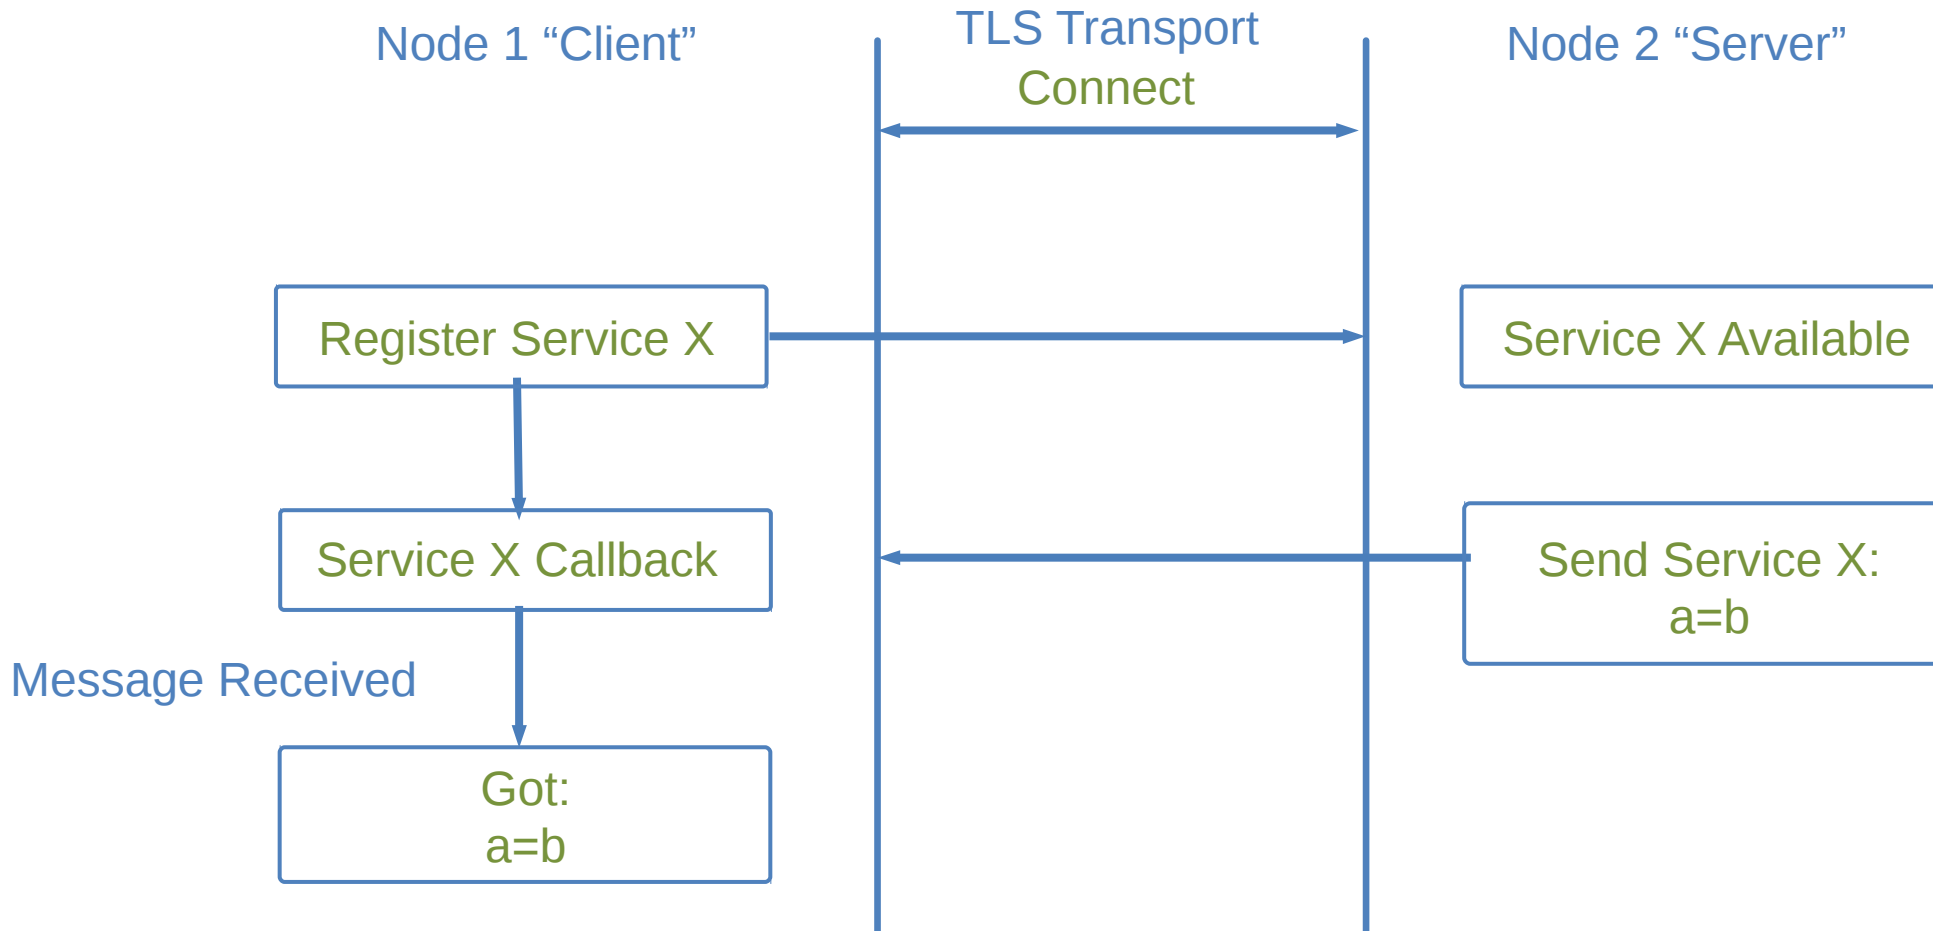 Node 1 “Client”
TLS Transport
Connect
Node 2 “Server”
Register Service X
Service X Available
Service X Callback
Send Service X:
a=b
Message Received
Got:
a=b